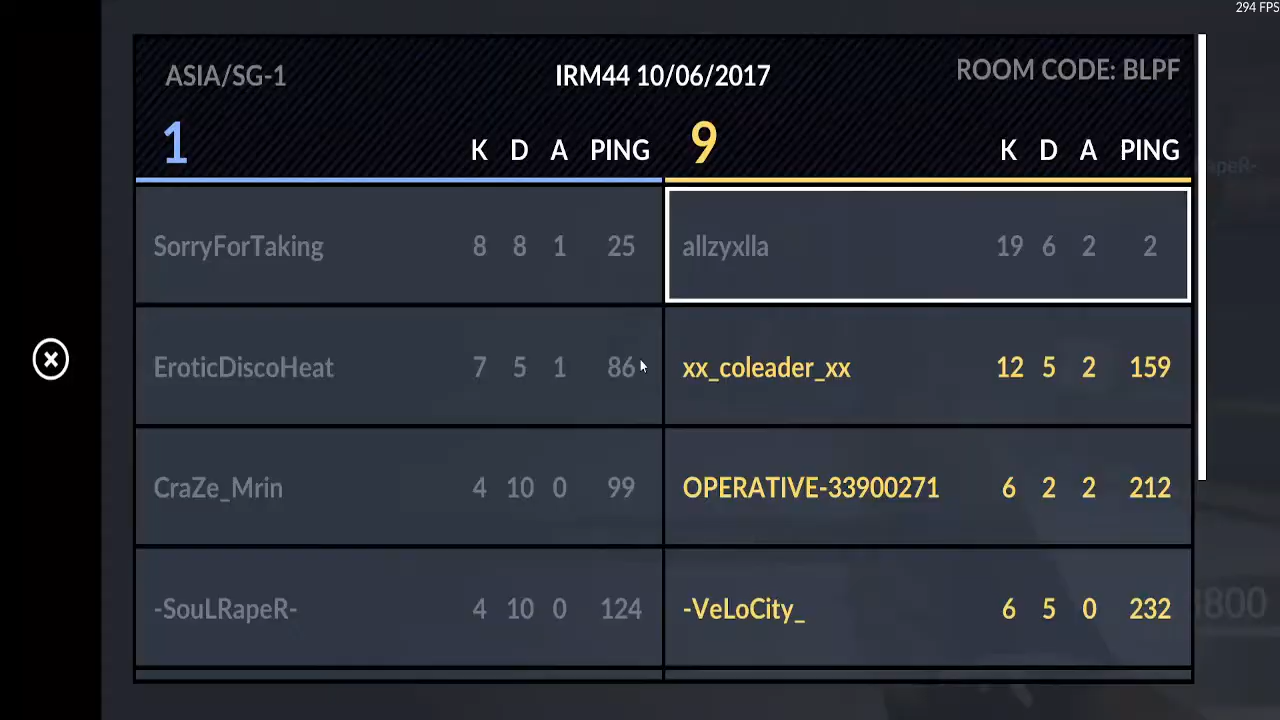 294 FPS
ASIA/SG-1 IRM44 10/06/2017 ROOM CODE: BLPF
1 K D A PING 9 K D A PING
SorryForTaking 8 8 1 25 allzyxlla 19 6 2 2
EroticDiscoHeat 7 5 1 86 xx_coleader_xx 12 5 2 159
CraZe_Mrin 4 10 0 99 OPERATIVE-33900271 6 2 2 212
-SouLRapeR- 4 10 0 124 -VeLoCity_ 6 5 0 232